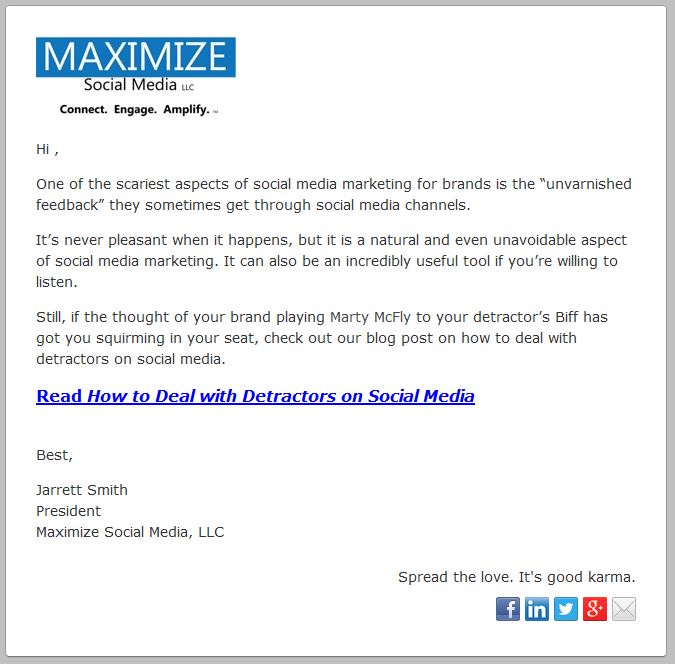 MAXIMIZE
Social Media LLC
Connect. Engage. Amplify.™
Hi ,
One of the scariest aspects of social media marketing for brands is the “unvarnished
feedback” they sometimes get through social media channels.
It’s never pleasant when it happens, but it is a natural and even unavoidable aspect
of social media marketing. It can also be an incredibly useful tool if you’re willing to
listen.
Still, if the thought of your brand playing Marty McFly to your detractor’s Biff has
got you squirming in your seat, check out our blog post on how to deal with
detractors on social media.
Read How to Deal with Detractors on Social Media
Best,
Jarrett Smith
President
Maximize Social Media, LLC
Spread the love. It's good karma.
f in g+